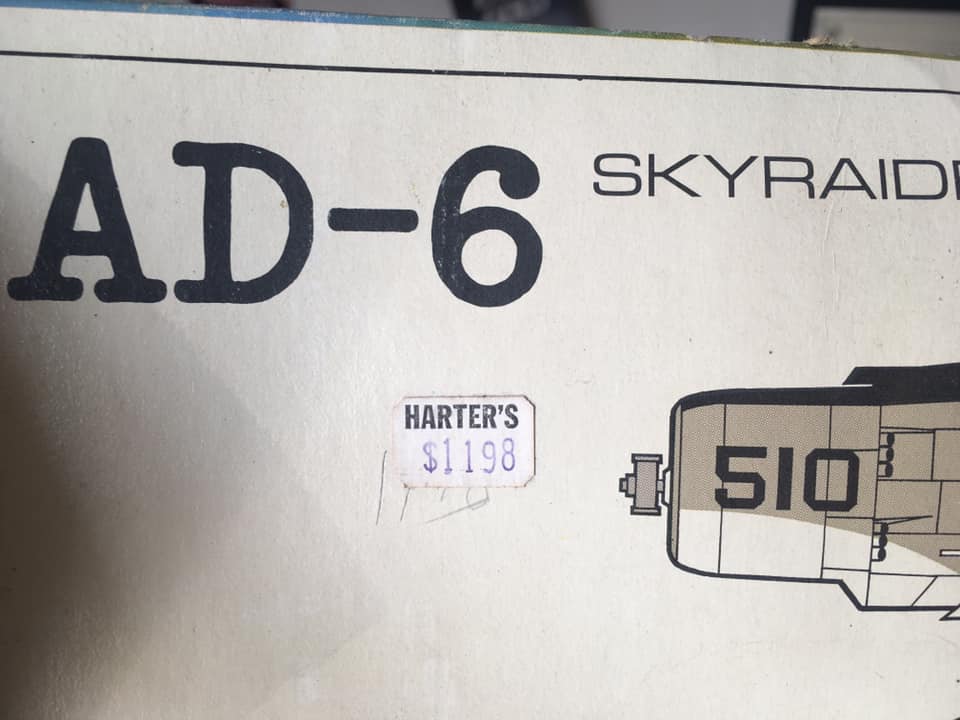 AD-6
SKYRAIDE
HARTER'S
$1198
510